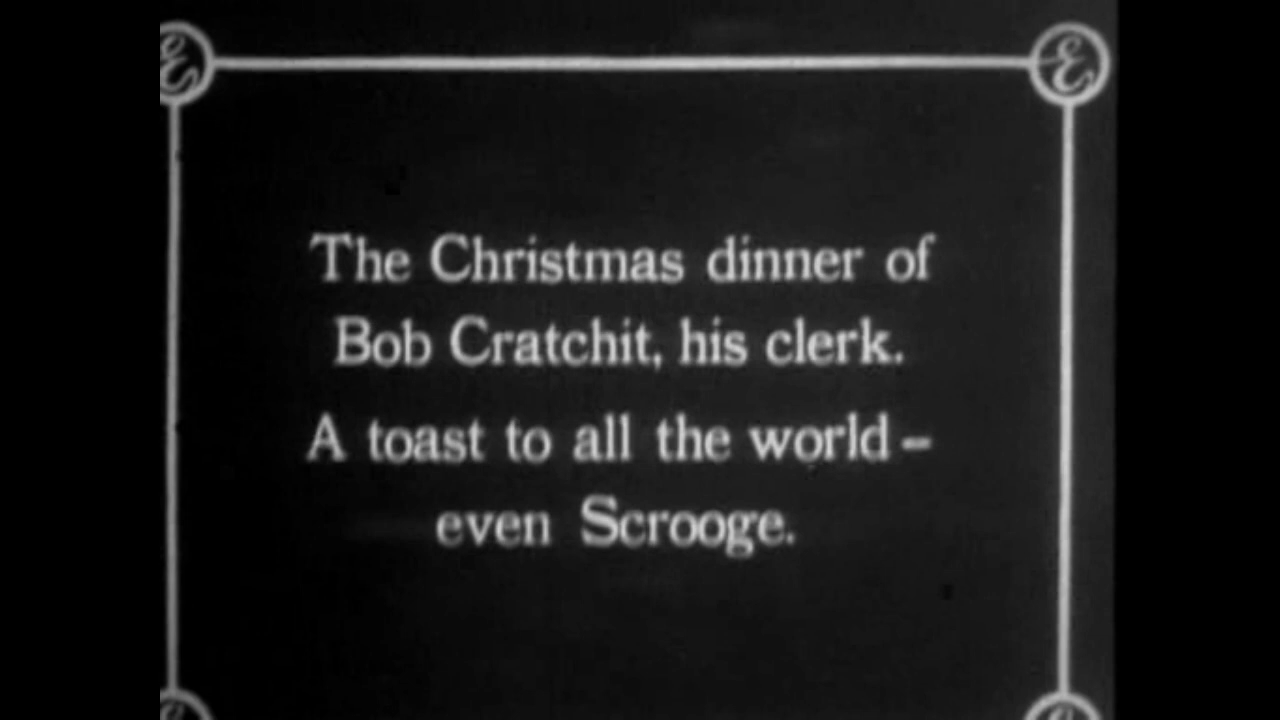 E E
The Christmas dinner of
Bob Cratchit, his clerk.
A toast to all the world –
even Scrooge.